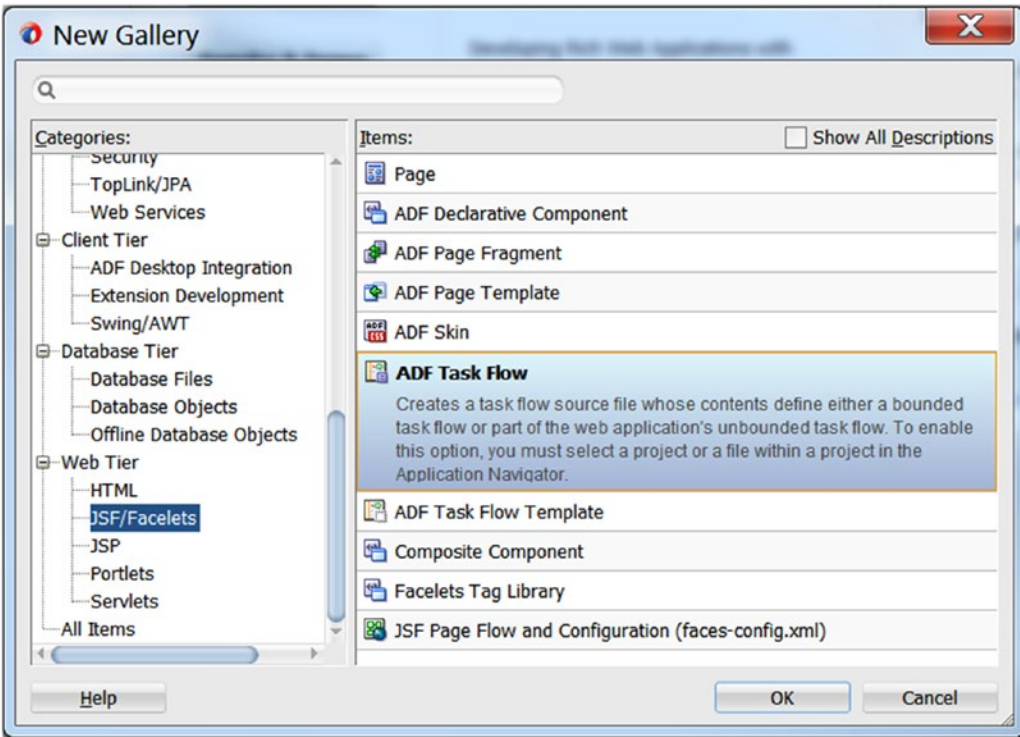 New Gallery
Developing Rich Web Applications with
Categories:
Security
TopLink/JPA
Web Services
Client Tier
ADF Desktop Integration
Extension Development
Swing/AWT
Database Tier
Database Files
Database Objects
Offline Database Objects
Web Tier
HTML
JSF/Facelets
JSP
Portlets
Servlets
All Items
Items:
Show All Descriptions
Page
ADF Declarative Component
ADF Page Fragment
ADF Page Template
ADF Skin
ADF Task Flow
Creates a task flow source file whose contents define either a bounded
task flow or part of the web application's unbounded task flow. To enable
this option, you must select a project or a file within a project in the
Application Navigator.
ADF Task Flow Template
Composite Component
Facelets Tag Library
JSF Page Flow and Configuration (faces-config.xml)
Help
OK
Cancel